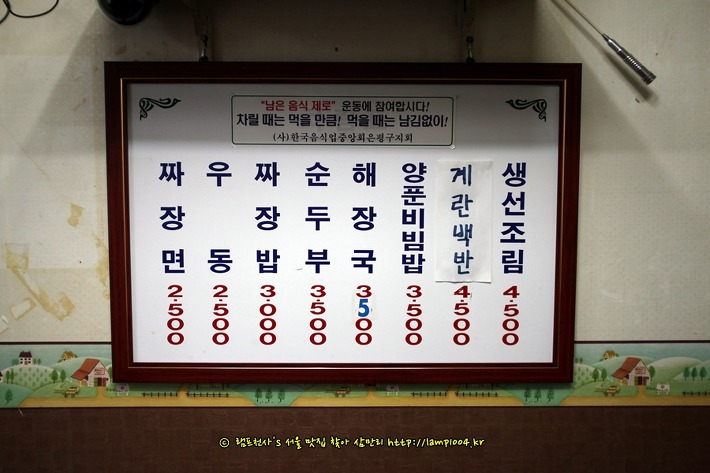 "남은 음식 제로" 운동에 참여합시다!
차릴 때는 먹을 만큼! 먹을 때는 남김없이!
(사)한국음식업중앙회은평구지회
짜장면 2.500
우동 2.500
짜장밥 3.000
순두부 3.500
해장국 3.500
양푼비빔밥 3.500
계란백반 4.500
생선조림 4.500
© 램프천사's 서울 맛집 찾아 삼만리 http://lamp1004.kr